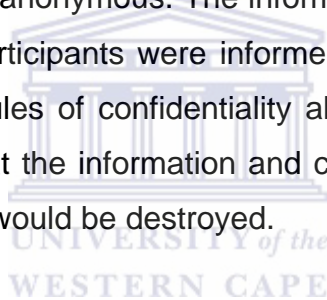 anonymous. The inform
rticipants were informe
ules of confidentiality al
t the information and c
would be destroyed.
UNIVERSITY of the
WESTERN CAPE